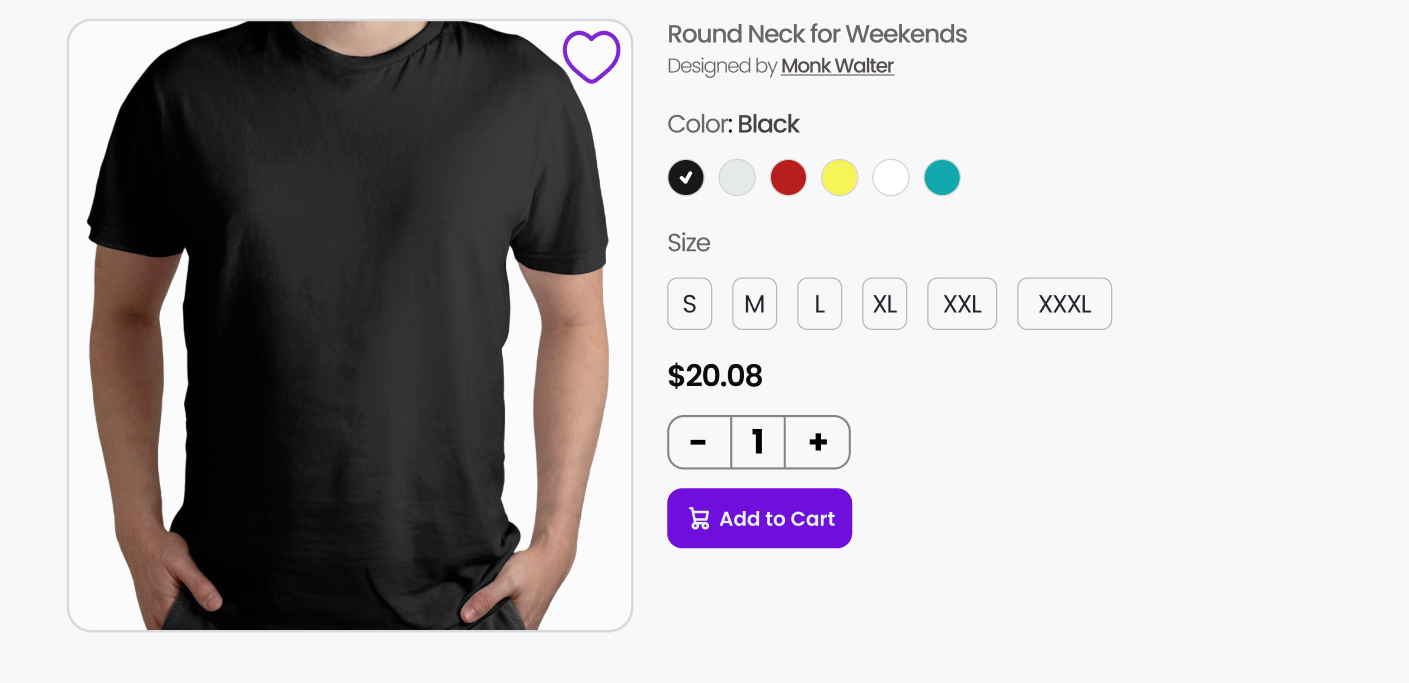 Round Neck for Weekends
Designed by Monk Walter
Color: Black
Size
S M L XL XXL XXXL
$20.08
- 1 +
Add to Cart